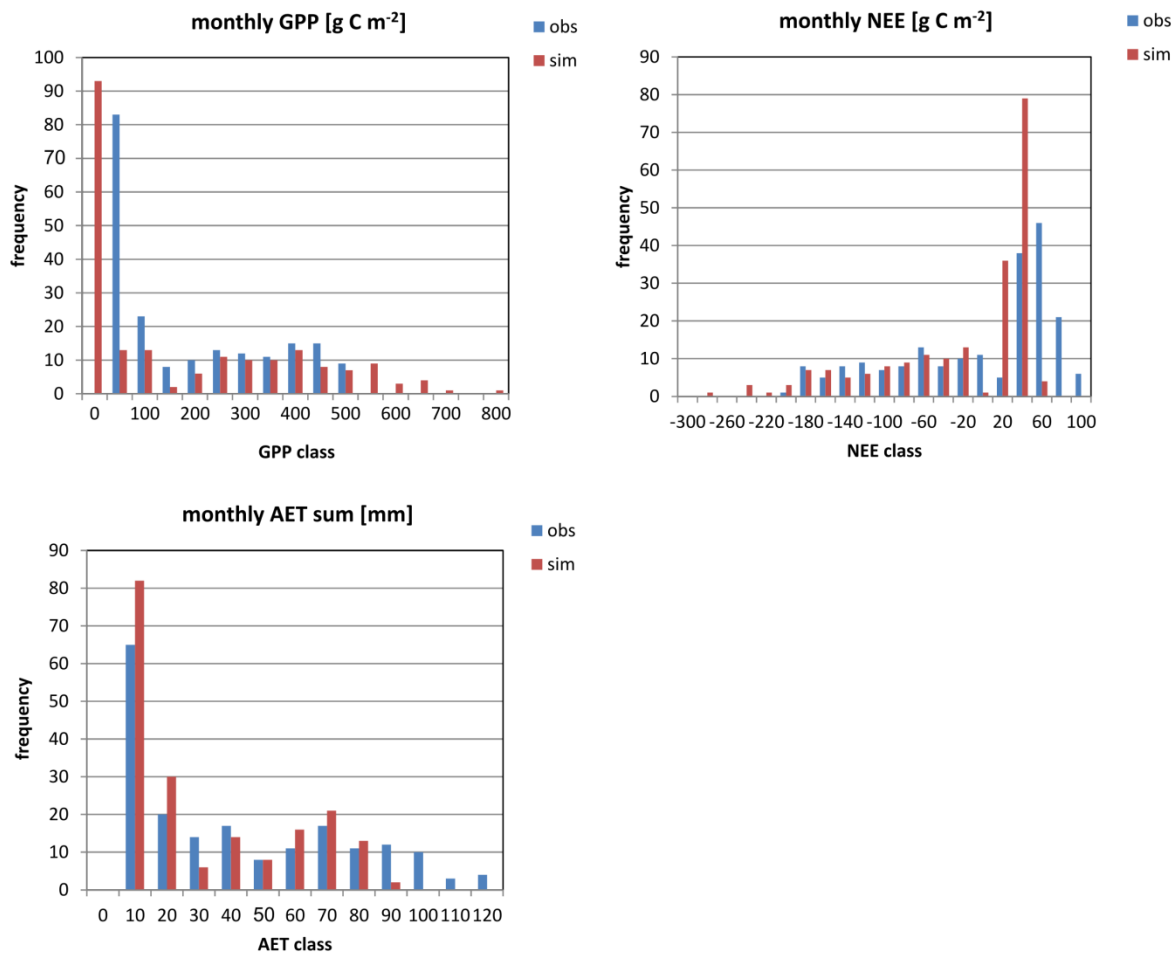 monthly GPP [g C m⁻²]
obs
sim
100
90
80
70
60
50
40
30
20
10
0
frequency
0 100 200 300 400 500 600 700 800
GPP class
monthly NEE [g C m⁻²]
obs
sim
90
80
70
60
50
40
30
20
10
0
frequency
-300 -260 -220 -180 -140 -100 -60 -20 20 60 100
NEE class
monthly AET sum [mm]
obs
sim
90
80
70
60
50
40
30
20
10
0
frequency
0 10 20 30 40 50 60 70 80 90 100 110 120
AET class